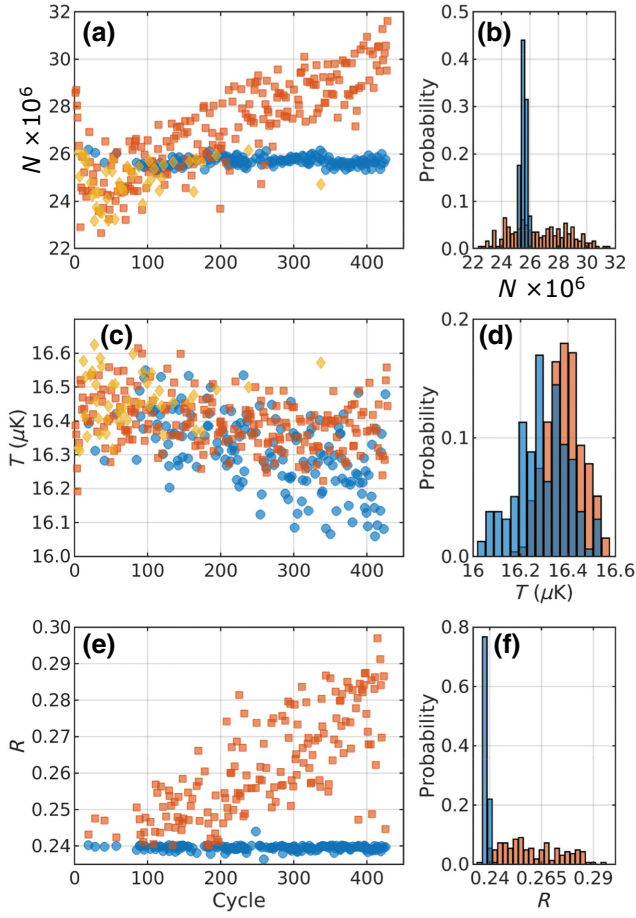 (a)
N ×10⁶
32
30
28
26
24
22
0 100 200 300 400
(b)
Probability
0.5
0.4
0.3
0.2
0.1
0.0
22 24 26 28 30 32
N ×10⁶
(c)
T (μK)
16.6
16.5
16.4
16.3
16.2
16.1
16.0
0 100 200 300 400
(d)
Probability
0.2
0.1
0.0
16 16.2 16.4 16.6
T (μK)
(e)
R
0.30
0.29
0.28
0.27
0.26
0.25
0.24
0.23
0 100 200 300 400
Cycle
(f)
Probability
0.8
0.6
0.4
0.2
0.0
0.24 0.265 0.29
R